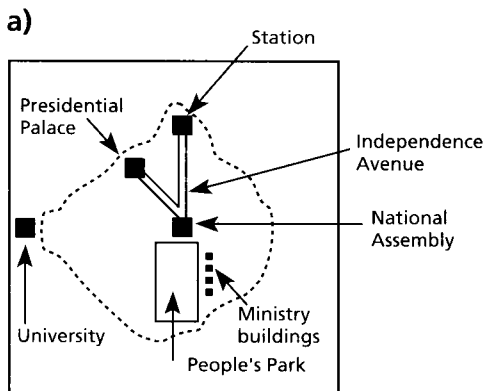 a)
Station
Presidential
Palace
Independence
Avenue
National
Assembly
University
Ministry
buildings
People's Park